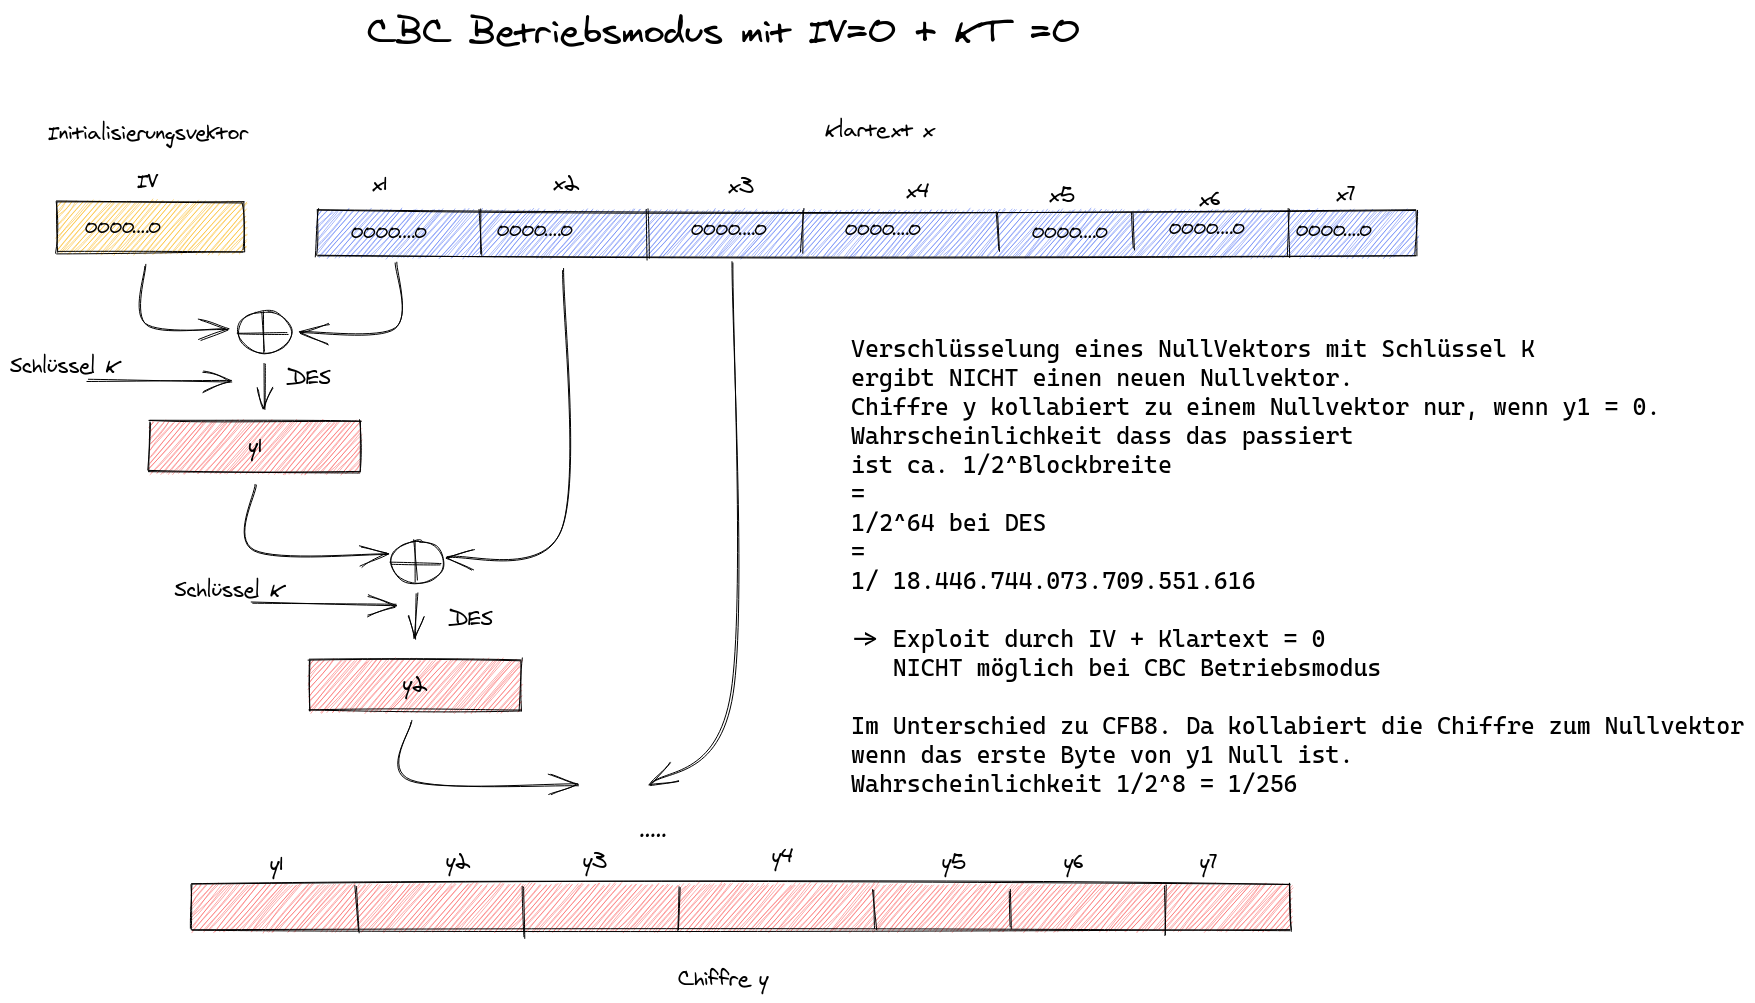 CBC Betriebsmodus mit IV=0 + KT =0
Initialisierungsvektor
Klartext x
IV
x1
x2
x3
x4
x5
x6
x7
0000....0
0000....0
0000....0
0000....0
0000....0
0000....0
0000....0
0000....0
Schlüssel K
DES
y1
Schlüssel K
DES
y2
Verschlüsselung eines NullVektors mit Schlüssel K
ergibt NICHT einen neuen Nullvektor.
Chiffre y kollabiert zu einem Nullvektor nur, wenn y1 = 0.
Wahrscheinlichkeit dass das passiert
ist ca. 1/2^Blockbreite
=
1/2^64 bei DES
=
1/ 18.446.744.073.709.551.616
→ Exploit durch IV + Klartext = 0
NICHT möglich bei CBC Betriebsmodus
Im Unterschied zu CFB8. Da kollabiert die Chiffre zum Nullvektor
wenn das erste Byte von y1 Null ist.
Wahrscheinlichkeit 1/2^8 = 1/256
.....
y1
y2
y3
y4
y5
y6
y7
Chiffre y